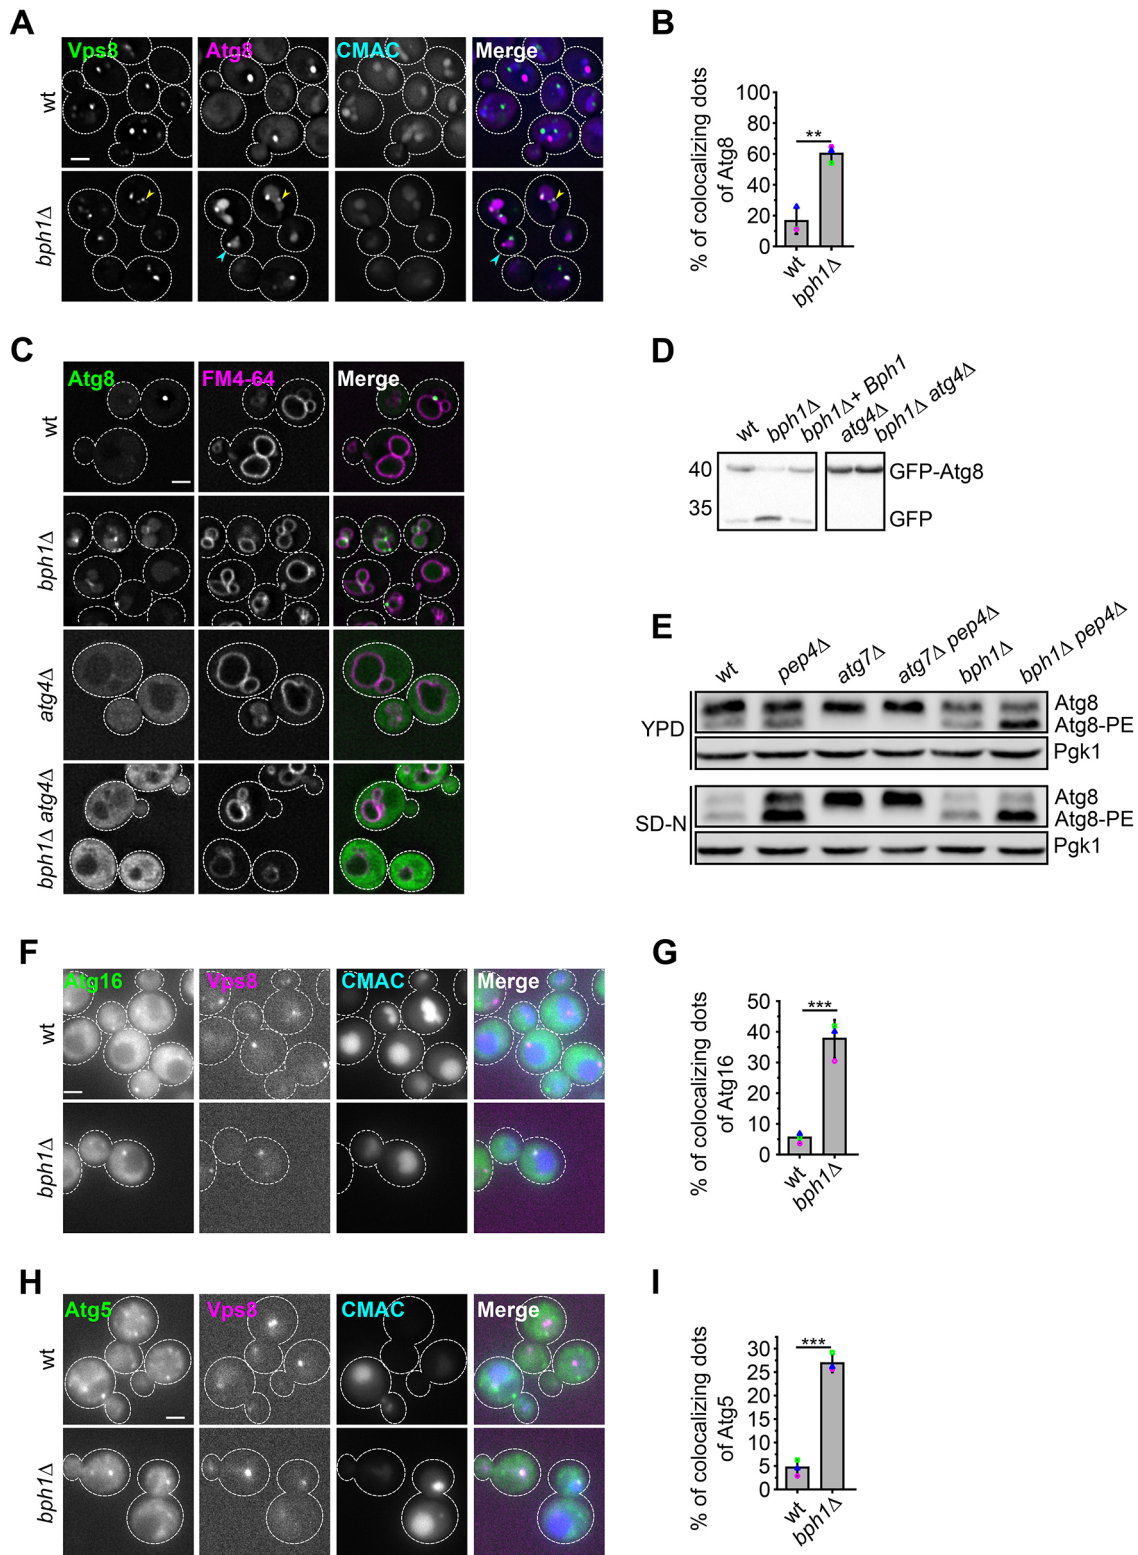 A
Vps8 Atg8 CMAC Merge
wt
bph1Δ
B
% of colocalizing dots
of Atg8
100
80
60
40
20
0
**
wt
bph1Δ
C
Atg8 FM4-64 Merge
wt
bph1Δ
atg4Δ
bph1Δ atg4Δ
D
wt
bph1Δ
bph1Δ+ Bph1
atg4Δ
bph1Δ atg4Δ
40
35
GFP-Atg8
GFP
E
wt
pep4Δ
atg7Δ
atg7Δ pep4Δ
bph1Δ
bph1Δ pep4Δ
YPD
Atg8
Atg8-PE
Pgk1
SD-N
Atg8
Atg8-PE
Pgk1
F
Atg16 Vps8 CMAC Merge
wt
bph1Δ
G
% of colocalizing dots
of Atg16
50
40
30
20
10
0
***
wt
bph1Δ
H
Atg5 Vps8 CMAC Merge
wt
bph1Δ
I
% of colocalizing dots
of Atg5
30
25
20
15
10
5
0
***
wt
bph1Δ